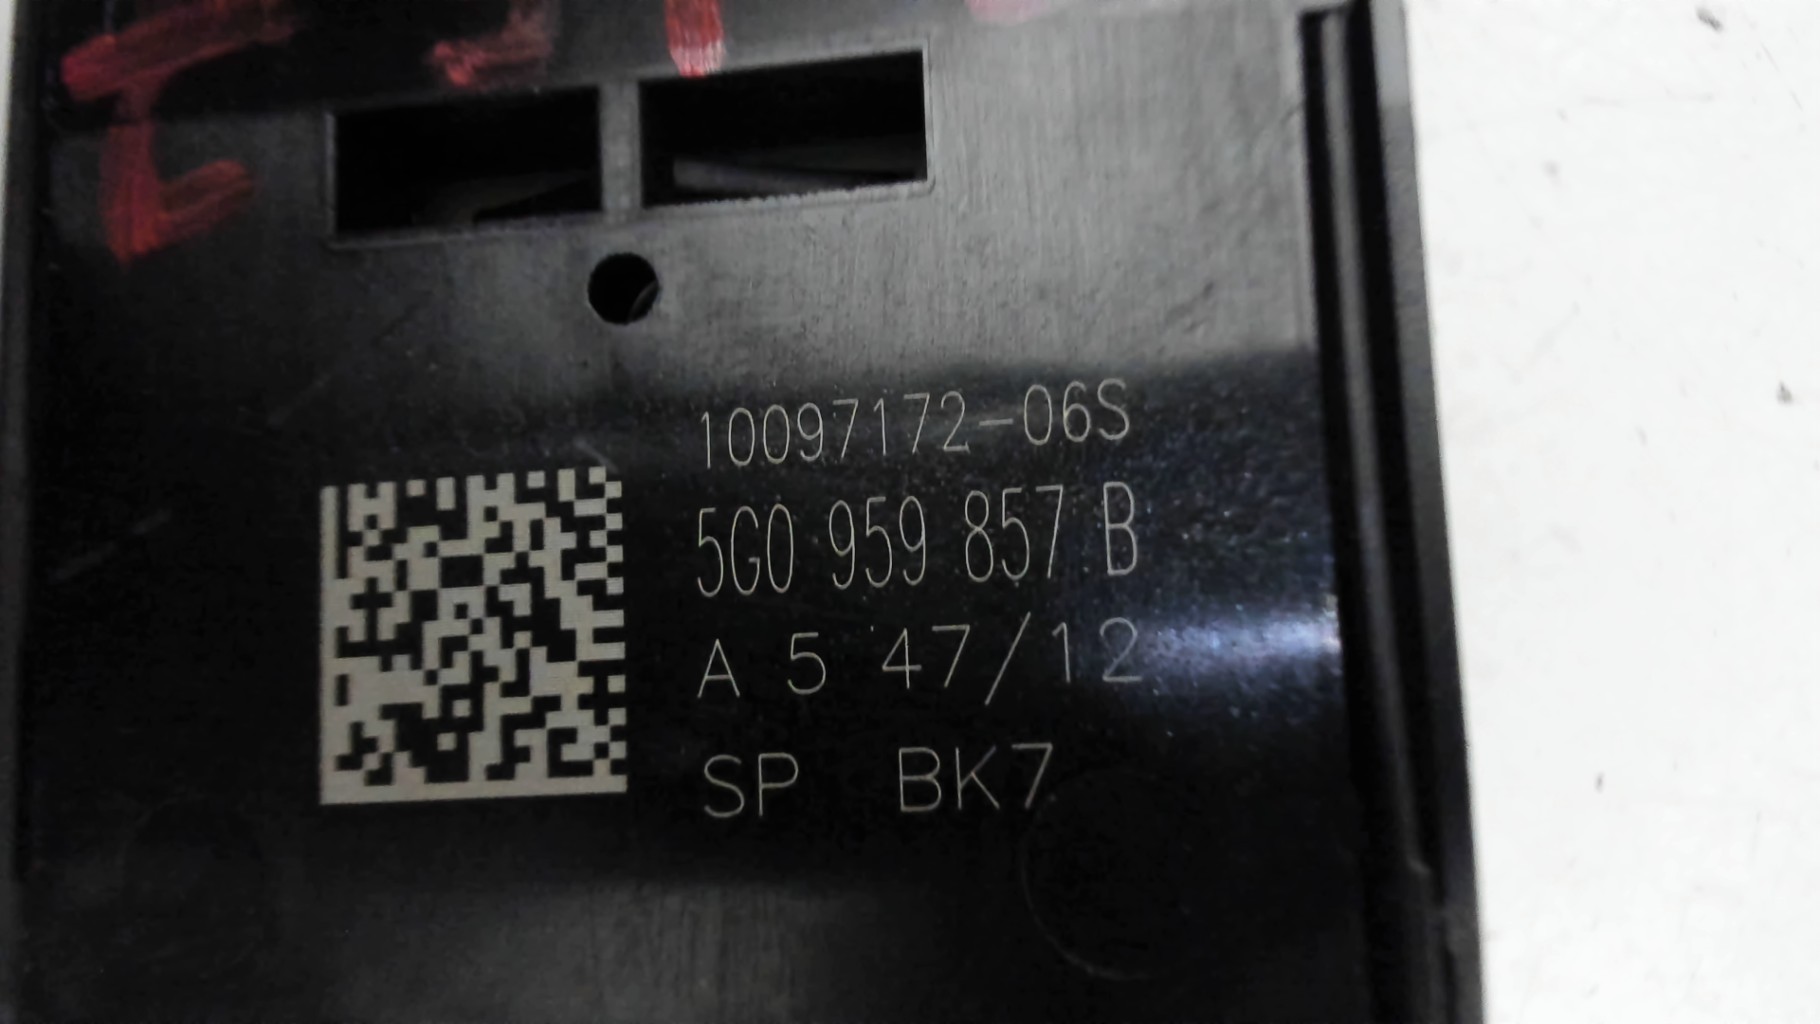 10097172-06S
5G0 959 857 B
A 5 47/12
SP BK7